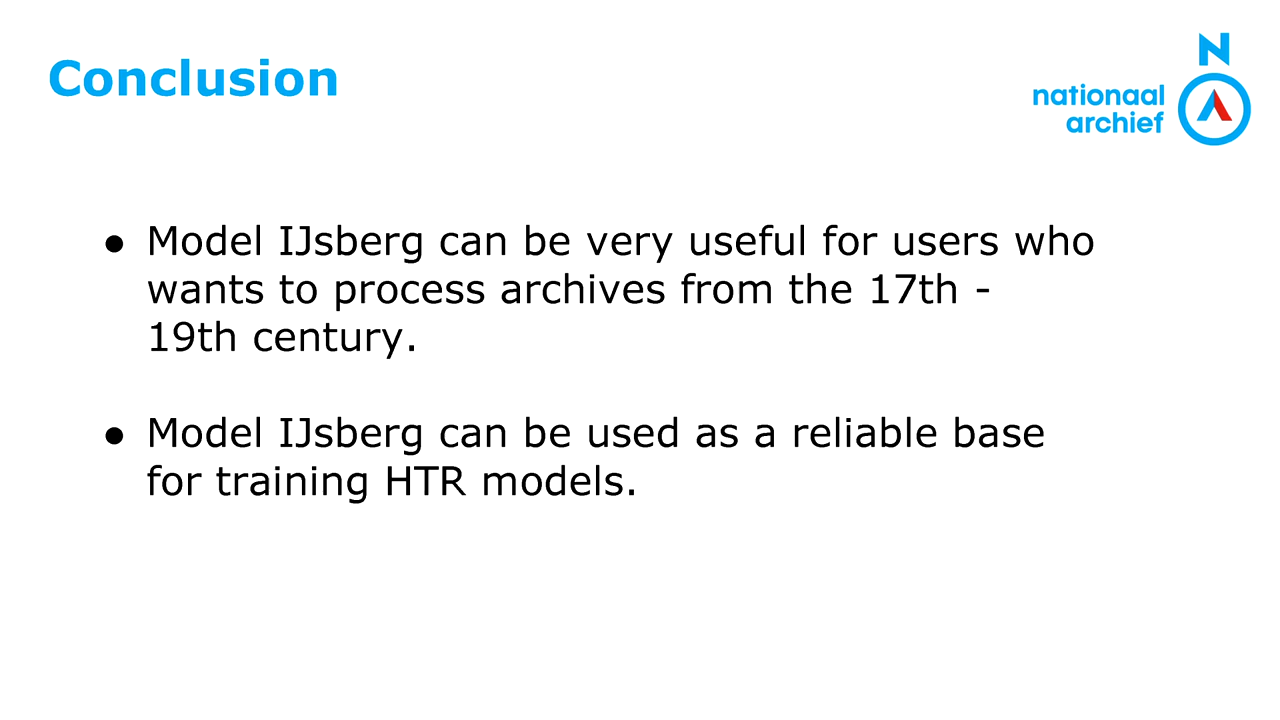 Conclusion
N
nationaal
archief
● Model IJsberg can be very useful for users who
wants to process archives from the 17th -
19th century.
● Model IJsberg can be used as a reliable base
for training HTR models.